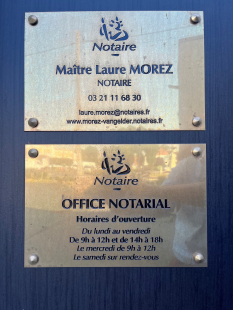 Notaire
Maître Laure MOREZ
NOTAIRE
03 21 11 68 30
laure.morez@notaires.fr
www.morez-vangelder.notaires.fr
Notaire
OFFICE NOTARIAL
Horaires d'ouverture
Du lundi au vendredi
De 9h à 12h et de 14h à 18h
Le mercredi de 9h à 12h
Le samedi sur rendez-vous